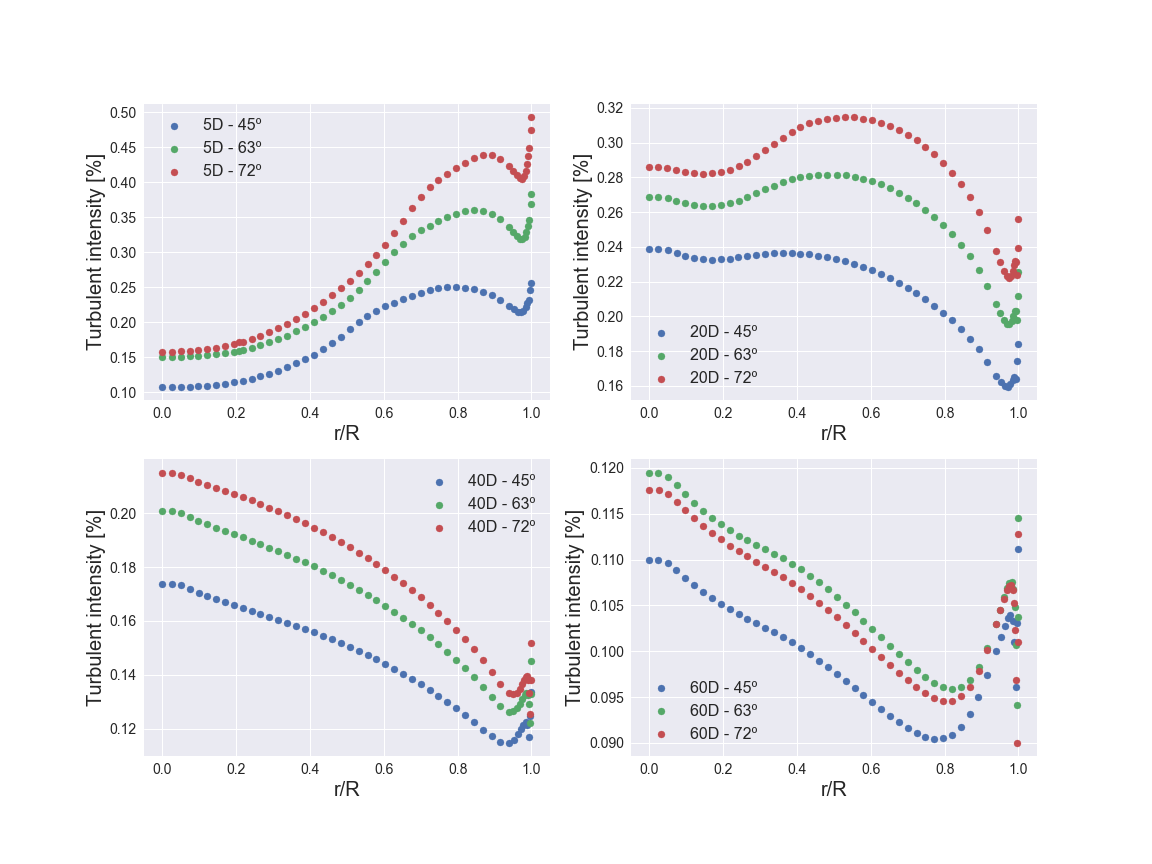 0.50
0.45
0.40
0.35
0.30
0.25
0.20
0.15
0.10
Turbulent intensity [%]
5D - 45º
5D - 63º
5D - 72º
0.0 0.2 0.4 0.6 0.8 1.0
r/R
0.32
0.30
0.28
0.26
0.24
0.22
0.20
0.18
0.16
Turbulent intensity [%]
20D - 45º
20D - 63º
20D - 72º
0.0 0.2 0.4 0.6 0.8 1.0
r/R
0.20
0.18
0.16
0.14
0.12
Turbulent intensity [%]
40D - 45º
40D - 63º
40D - 72º
0.0 0.2 0.4 0.6 0.8 1.0
r/R
0.120
0.115
0.110
0.105
0.100
0.095
0.090
Turbulent intensity [%]
60D - 45º
60D - 63º
60D - 72º
0.0 0.2 0.4 0.6 0.8 1.0
r/R